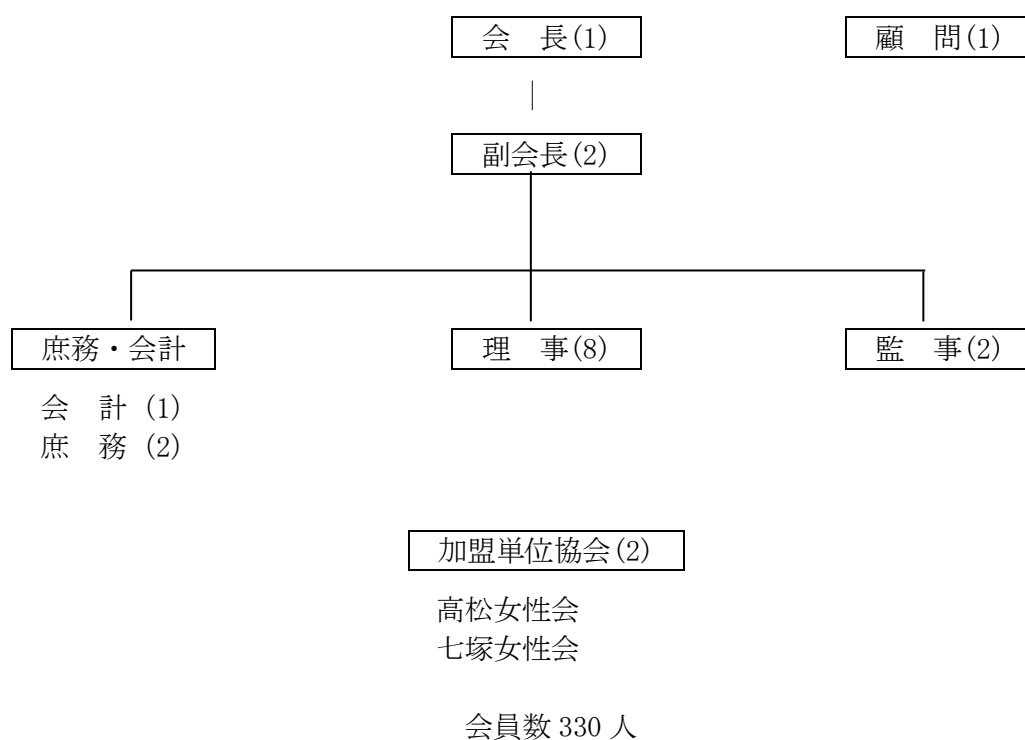 会　長(1)
顧　問(1)
副会長(2)
庶務・会計
理　事(8)
監　事(2)
会　計 (1)
庶　務 (2)
加盟単位協会(2)
高松女性会
七塚女性会
会員数 330 人